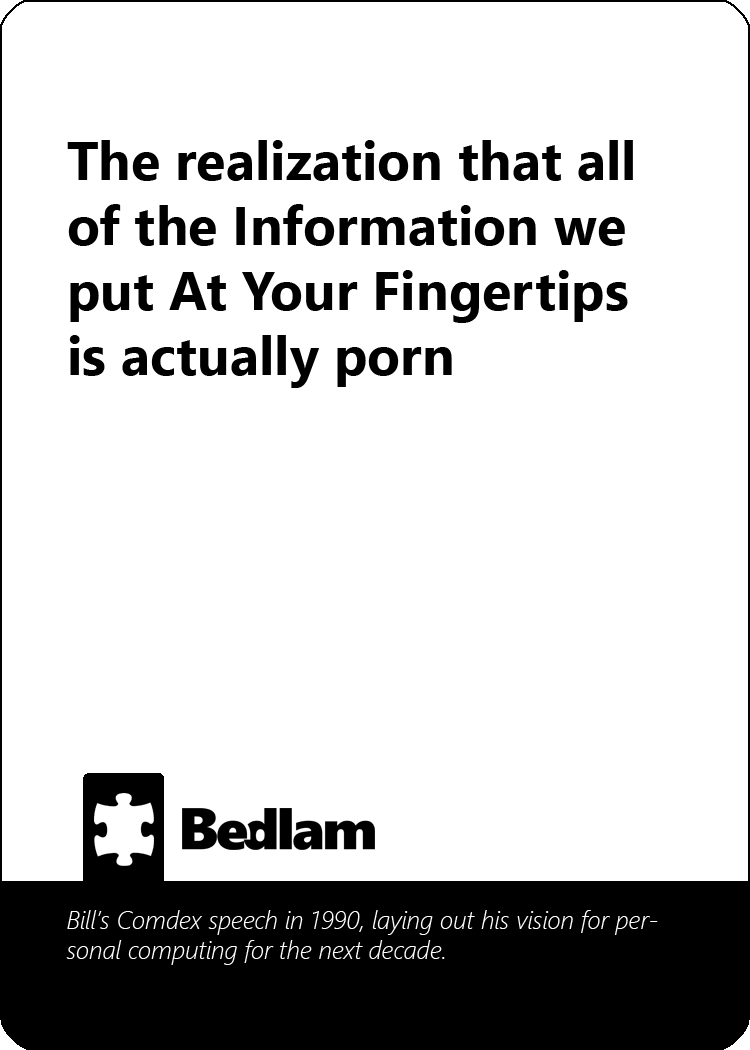 The realization that all
of the Information we
put At Your Fingertips
is actually porn
Bedlam
Bill's Comdex speech in 1990, laying out his vision for per-
sonal computing for the next decade.